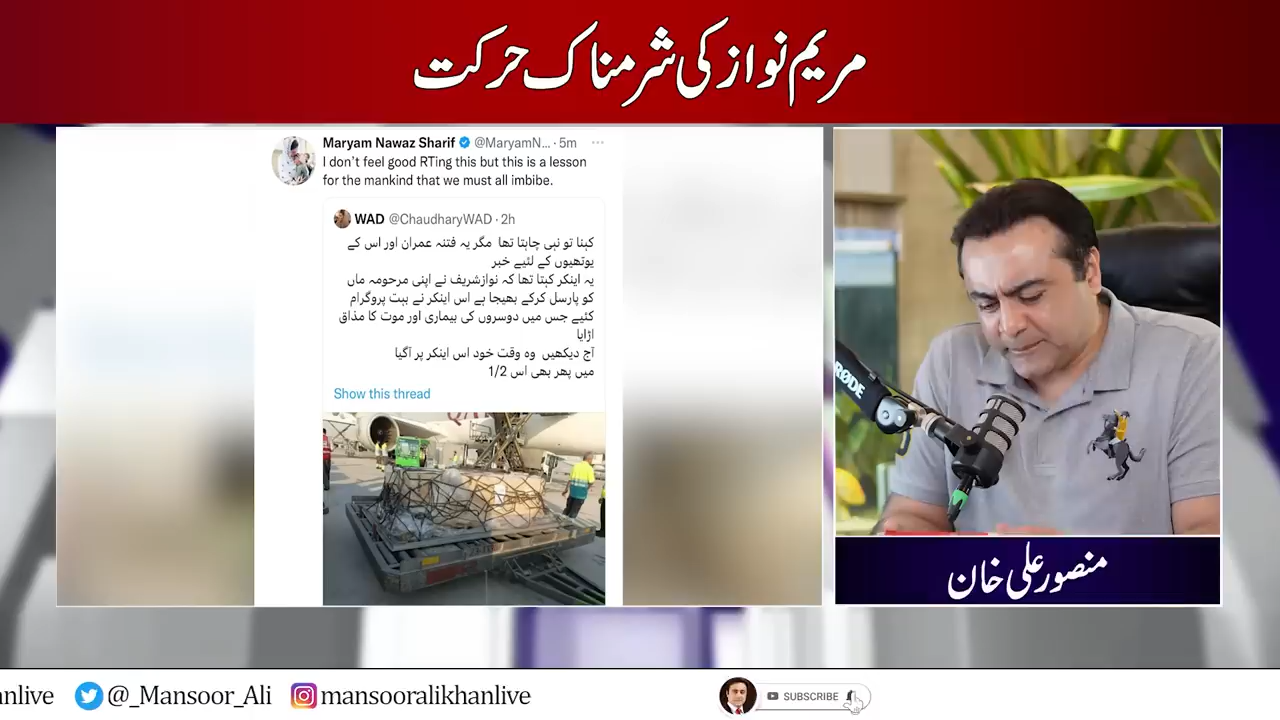 مریم نواز کی شرمناک حرکت
Maryam Nawaz Sharif @MaryamN... · 5m
I don't feel good RTing this but this is a lesson
for the mankind that we must all imbibe.
WAD @ChaudharyWAD · 2h
کہنا تو نہی چاہتا تھا مگر یہ فتنہ عمران اور اس کے
یوتھیوں کے لئیے خبر
یہ اینکر کہتا تھا کہ نوازشریف نے اپنی مرحومہ ماں
کو پارسل کرکے بھیجا ہے اس اینکر نے بہت پروگرام
کئیے جس میں دوسروں کی بیماری اور موت کا مذاق
اڑایا
آج دیکھیں وہ وقت خود اس اینکر پر آگیا
میں پھر بھی اس 1/2
Show this thread
RØDE
منصور علی خان
nlive
@_Mansoor_Ali
mansooralikhanlive
SUBSCRIBE